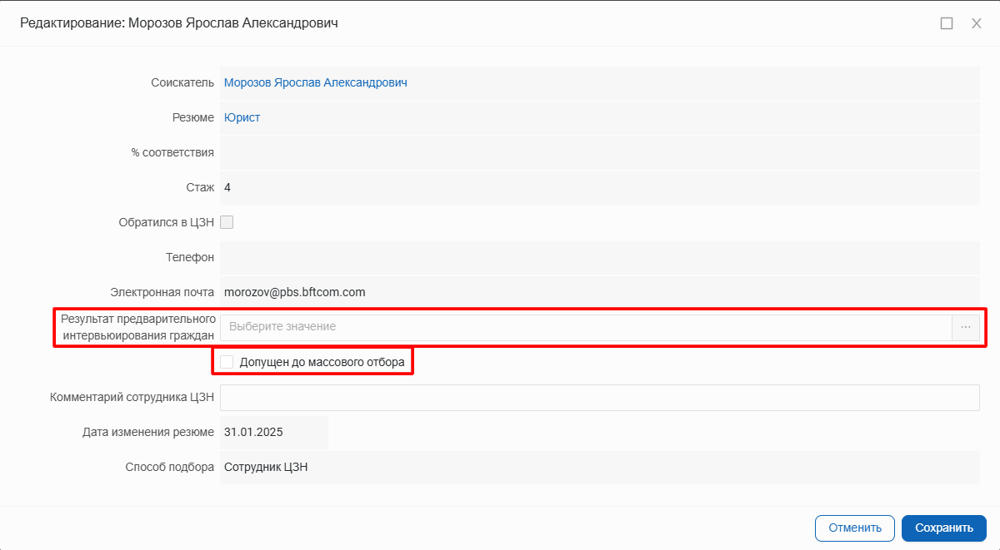 Редактирование: Морозов Ярослав Александрович
Соискатель Морозов Ярослав Александрович
Резюме Юрист
% соответствия
Стаж 4
Обратился в ЦЗН
Телефон
Электронная почта morozov@pbs.bftcom.com
Результат предварительного
интервьюирования граждан Выберите значение ...
Допущен до массового отбора
Комментарий сотрудника ЦЗН
Дата изменения резюме 31.01.2025
Способ подбора Сотрудник ЦЗН
Отменить Сохранить